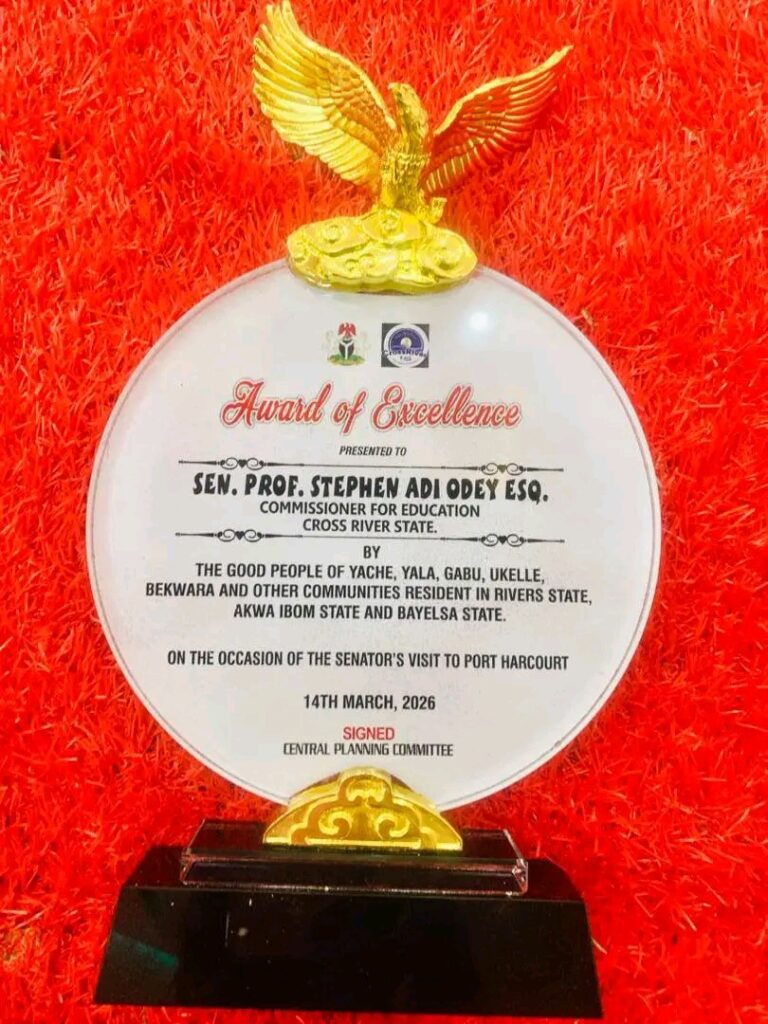 CrossRiver
Award of Excellence
PRESENTED TO
SEN. PROF. STEPHEN ADI ODEY ESQ.
COMMISSIONER FOR EDUCATION
CROSS RIVER STATE.
BY
THE GOOD PEOPLE OF YACHE, YALA, GABU, UKELLE,
BEKWARA AND OTHER COMMUNITIES RESIDENT IN RIVERS STATE,
AKWA IBOM STATE AND BAYELSA STATE.
ON THE OCCASION OF THE SENATOR'S VISIT TO PORT HARCOURT
14TH MARCH, 2026
SIGNED
CENTRAL PLANNING COMMITTEE